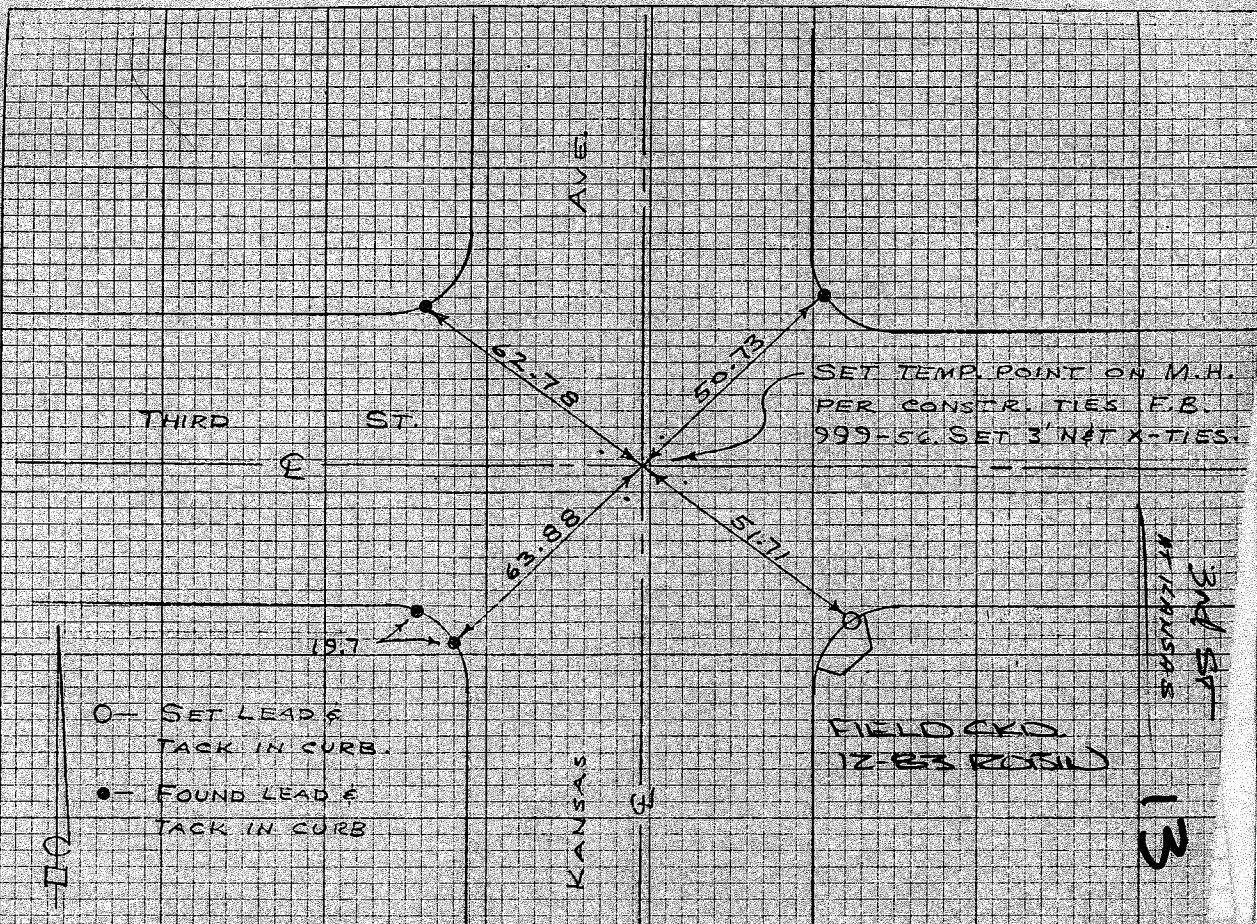 AVE.
62.78
50.73
SET TEMP. POINT ON M.H.
PER CONSTR. TIES F.B.
999-56. SET 3' N&T X-TIES.
THIRD ST.
℄
63.88
51.71
19.7
3rd ST
AT KANSAS
O— SET LEAD &
TACK IN CURB.
●— FOUND LEAD &
TACK IN CURB
FIELD CKD.
12-83 ROBIN
KANSAS
℄
13